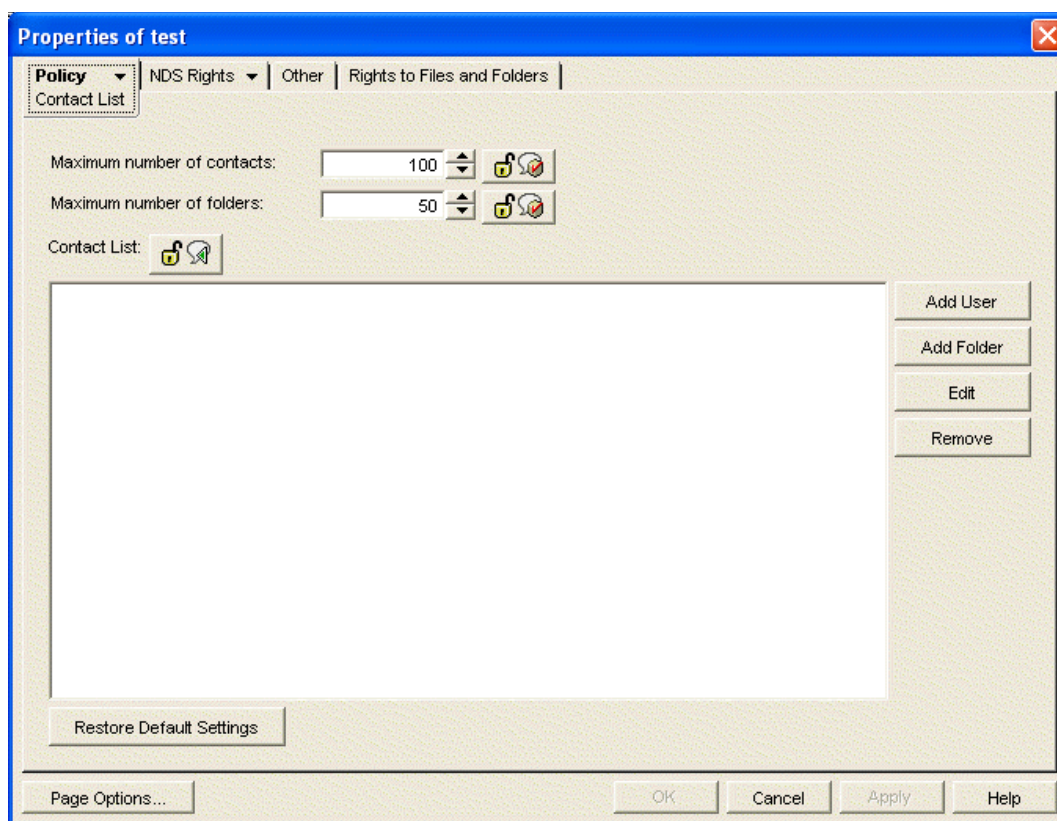 Properties of test
Policy NDS Rights Other Rights to Files and Folders
Contact List
Maximum number of contacts: 100
Maximum number of folders: 50
Contact List:
Add User
Add Folder
Edit
Remove
Restore Default Settings
Page Options... OK Cancel Apply Help